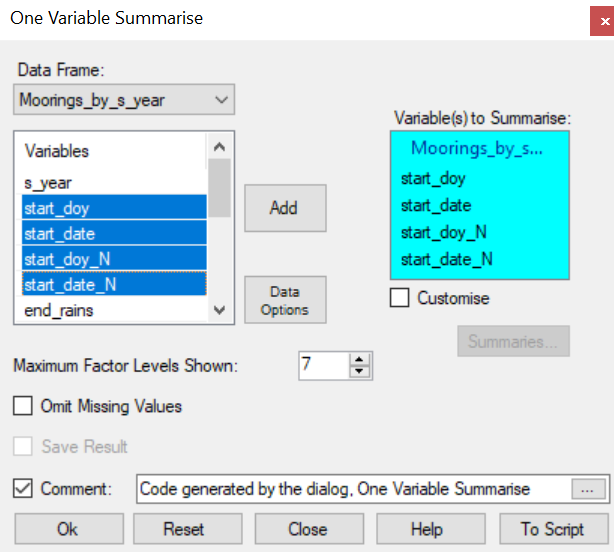 One Variable Summarise
Data Frame:
Moorings_by_s_year
Variables
s_year
start_doy
start_date
start_doy_N
start_date_N
end_rains
Add
Data
Options
Variable(s) to Summarise:
Moorings_by_s...
start_doy
start_date
start_doy_N
start_date_N
Customise
Summaries...
Maximum Factor Levels Shown:
7
Omit Missing Values
Save Result
Comment:
Code generated by the dialog, One Variable Summarise
...
Ok
Reset
Close
Help
To Script